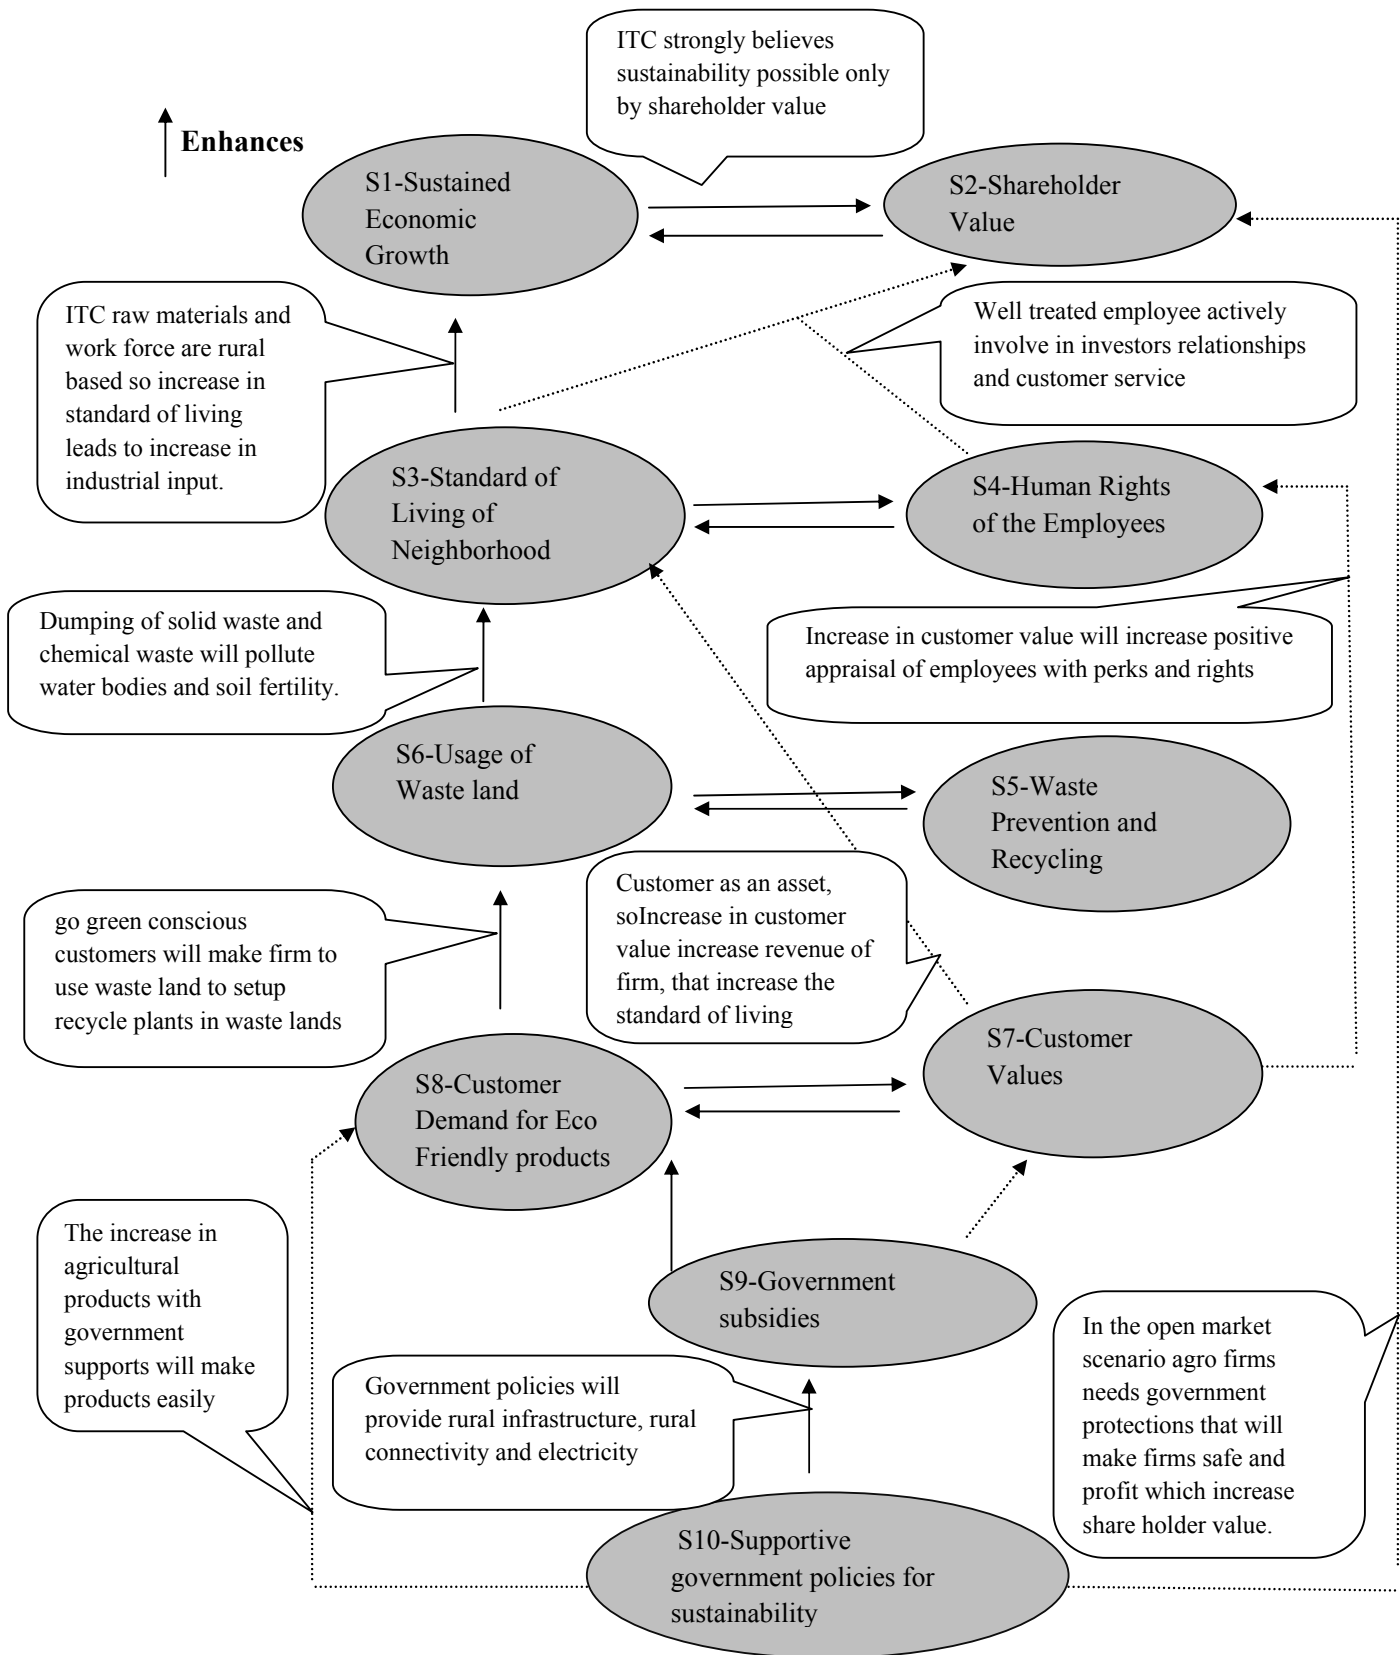 ITC strongly believes
sustainability possible only
by shareholder value
Enhances
S1-Sustained
Economic
Growth
S2-Shareholder
Value
ITC raw materials and
work force are rural
based so increase in
standard of living
leads to increase in
industrial input.
Well treated employee actively
involve in investors relationships
and customer service
S3-Standard of
Living of
Neighborhood
S4-Human Rights
of the Employees
Dumping of solid waste and
chemical waste will pollute
water bodies and soil fertility.
Increase in customer value will increase positive
appraisal of employees with perks and rights
S6-Usage of
Waste land
S5-Waste
Prevention and
Recycling
go green conscious
customers will make firm to
use waste land to setup
recycle plants in waste lands
Customer as an asset,
soIncrease in customer
value increase revenue of
firm, that increase the
standard of living
S7-Customer
Values
S8-Customer
Demand for Eco
Friendly products
The increase in
agricultural
products with
government
supports will make
products easily
S9-Government
subsidies
In the open market
scenario agro firms
needs government
protections that will
make firms safe and
profit which increase
share holder value.
Government policies will
provide rural infrastructure, rural
connectivity and electricity
S10-Supportive
government policies for
sustainability